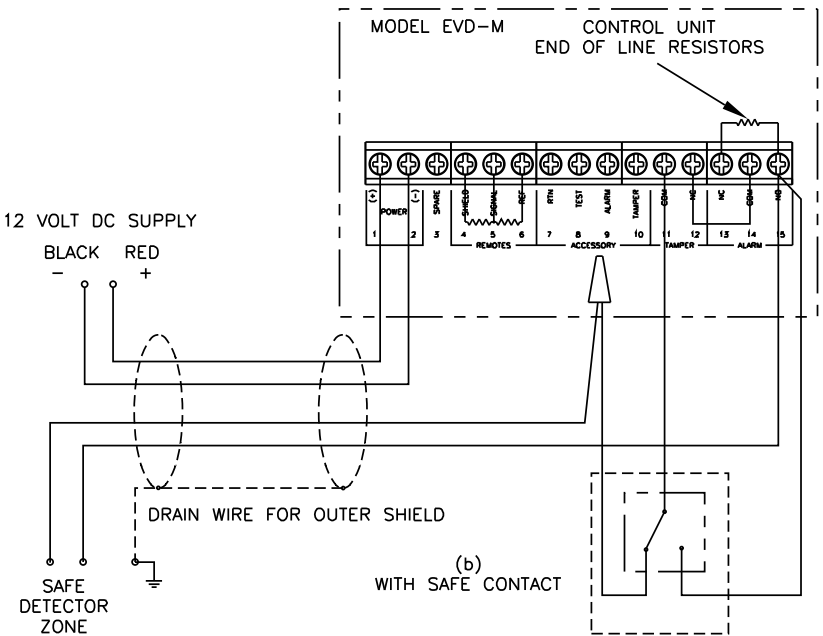 MODEL EVD-M
CONTROL UNIT
END OF LINE RESISTORS
(+)
POWER
(-)
SPARE
SHIELD
SIGNAL
REF
RTN
TEST
ALARM
TAMPER
COM
NC
NC
COM
NO
1 2 3 4 5 6 7 8 9 10 11 12 13 14 15
REMOTES
ACCESSORY
TAMPER
ALARM
12 VOLT DC SUPPLY
BLACK RED
- +
DRAIN WIRE FOR OUTER SHIELD
(b)
WITH SAFE CONTACT
SAFE
DETECTOR
ZONE